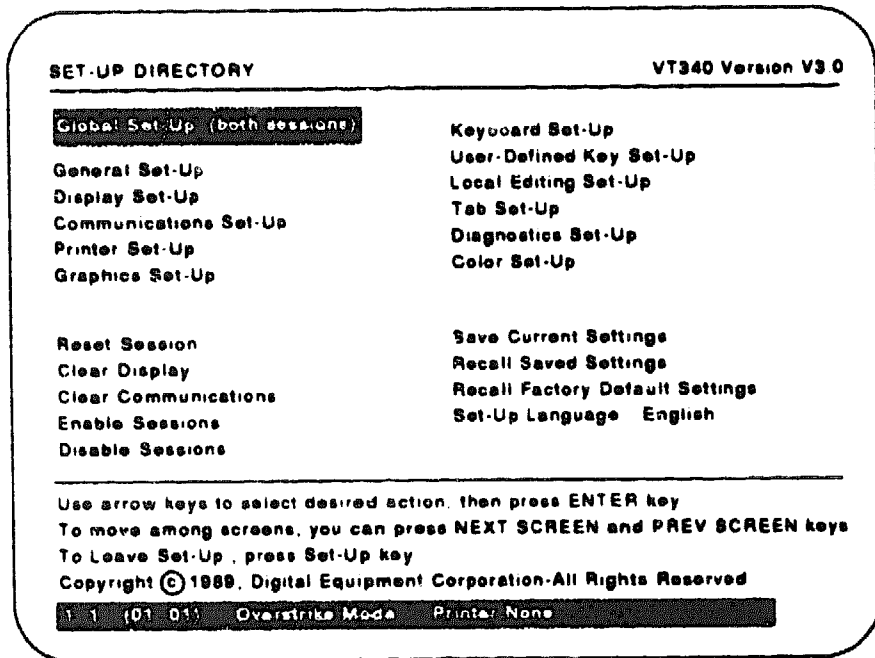 SET-UP DIRECTORY VT340 Version V3.0
Global Set-Up (both sessions)
General Set-Up
Display Set-Up
Communications Set-Up
Printer Set-Up
Graphics Set-Up
Keyboard Set-Up
User-Defined Key Set-Up
Local Editing Set-Up
Tab Set-Up
Diagnostics Set-Up
Color Set-Up
Reset Session
Clear Display
Clear Communications
Enable Sessions
Disable Sessions
Save Current Settings
Recall Saved Settings
Recall Factory Default Settings
Set-Up Language English
Use arrow keys to select desired action, then press ENTER key
To move among screens, you can press NEXT SCREEN and PREV SCREEN keys
To Leave Set-Up , press Set-Up key
Copyright © 1989, Digital Equipment Corporation-All Rights Reserved
1 1 (01 01) Overstrike Mode Printer None